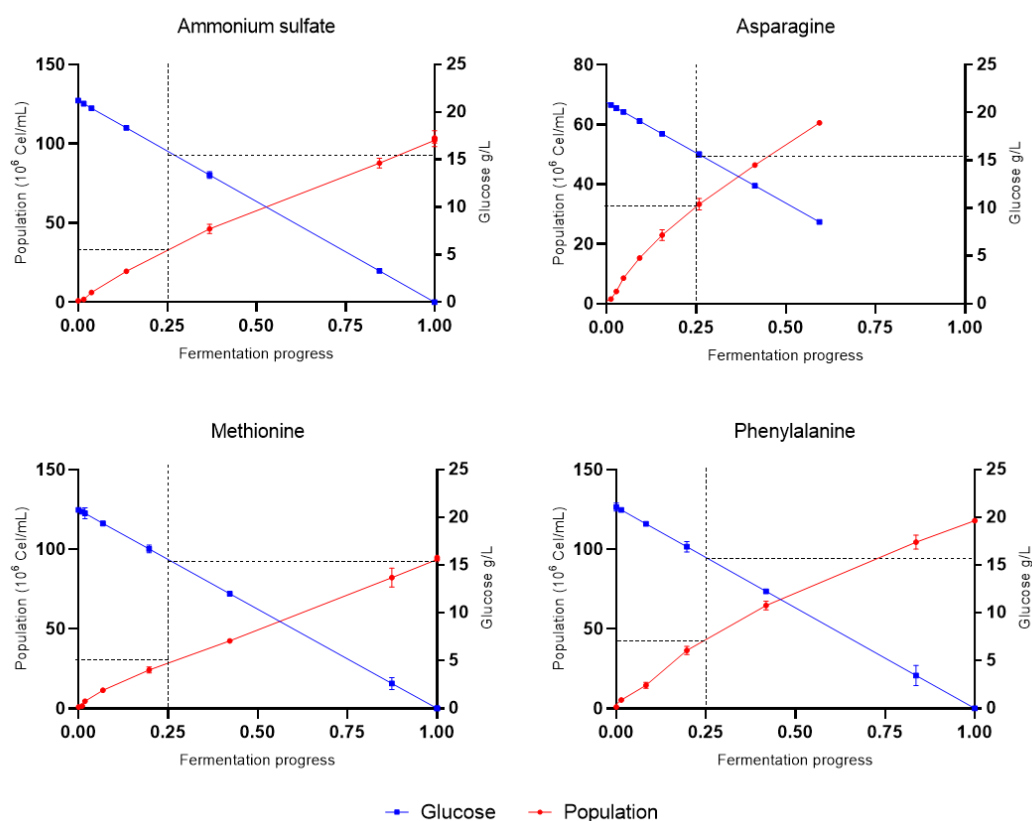 Ammonium sulfate
150
100
50
0
Population (10⁶ Cel/mL)
25
20
15
10
5
0
Glucose g/L
0.00 0.25 0.50 0.75 1.00
Fermentation progress
Asparagine
80
60
40
20
0
Population (10⁶ Cel/mL)
25
20
15
10
5
0
Glucose g/L
0.00 0.25 0.50 0.75 1.00
Fermentation progress
Methionine
150
100
50
0
Population (10⁶ Cel/mL)
25
20
15
10
5
0
Glucose g/L
0.00 0.25 0.50 0.75 1.00
Fermentation progress
Phenylalanine
150
100
50
0
Population (10⁶ Cel/mL)
25
20
15
10
5
0
Glucose g/L
0.00 0.25 0.50 0.75 1.00
Fermentation progress
Glucose Population